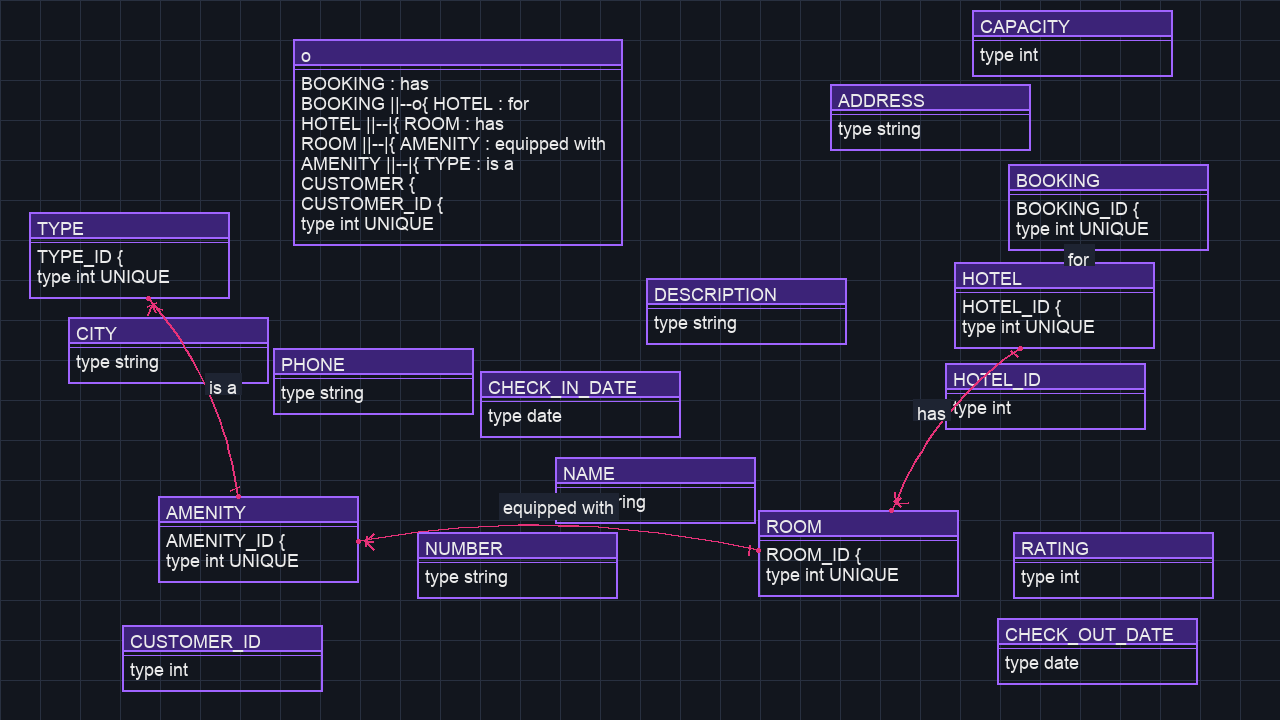 CAPACITY
type int
o
BOOKING : has
BOOKING ||--o{ HOTEL : for
HOTEL ||--|{ ROOM : has
ROOM ||--|{ AMENITY : equipped with
AMENITY ||--|{ TYPE : is a
CUSTOMER {
CUSTOMER_ID {
type int UNIQUE
ADDRESS
type string
BOOKING
BOOKING_ID {
type int UNIQUE
TYPE
TYPE_ID {
type int UNIQUE
for
HOTEL
HOTEL_ID {
type int UNIQUE
DESCRIPTION
type string
CITY
type string
PHONE
type string
is a
CHECK_IN_DATE
type date
HOTEL_ID
type int
has
NAME
ring
equipped with
AMENITY
AMENITY_ID {
type int UNIQUE
ROOM
ROOM_ID {
type int UNIQUE
NUMBER
type string
RATING
type int
CUSTOMER_ID
type int
CHECK_OUT_DATE
type date